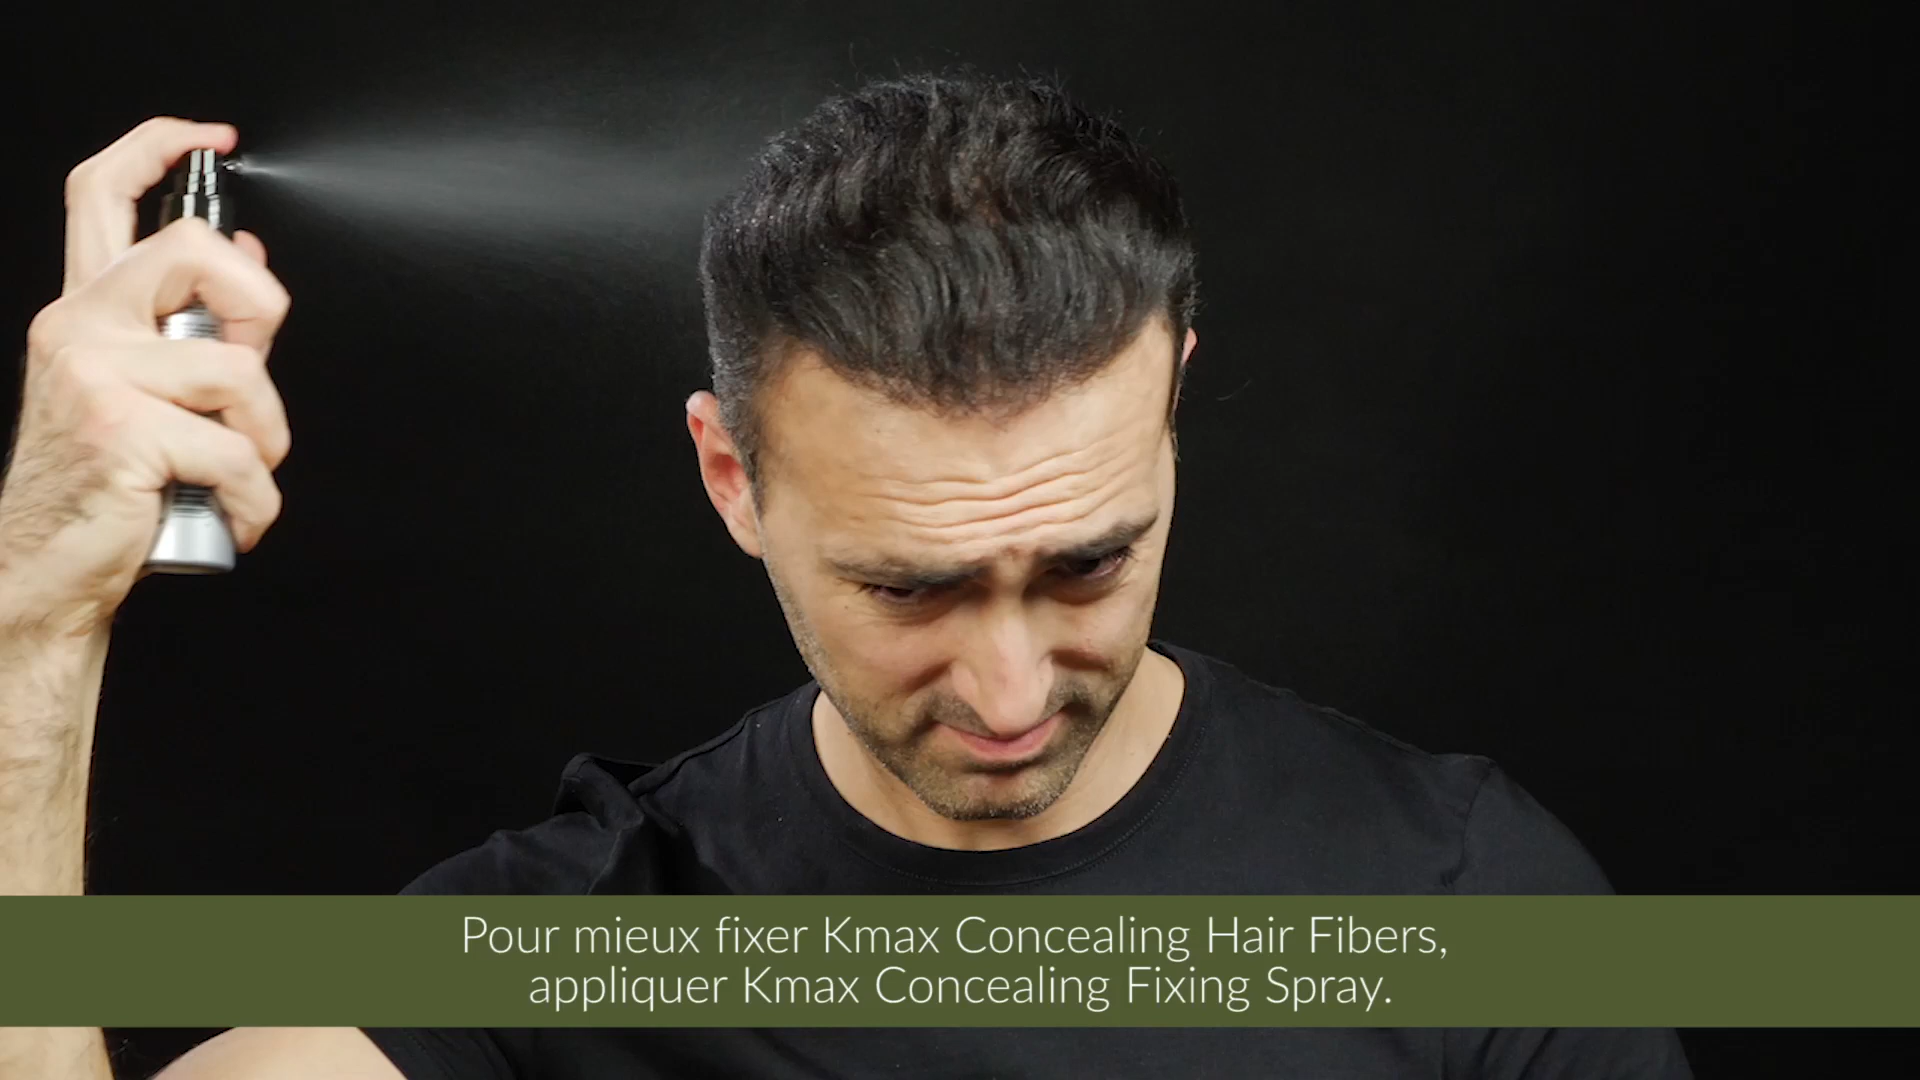 Pour mieux fixer Kmax Concealing Hair Fibers,
appliquer Kmax Concealing Fixing Spray.